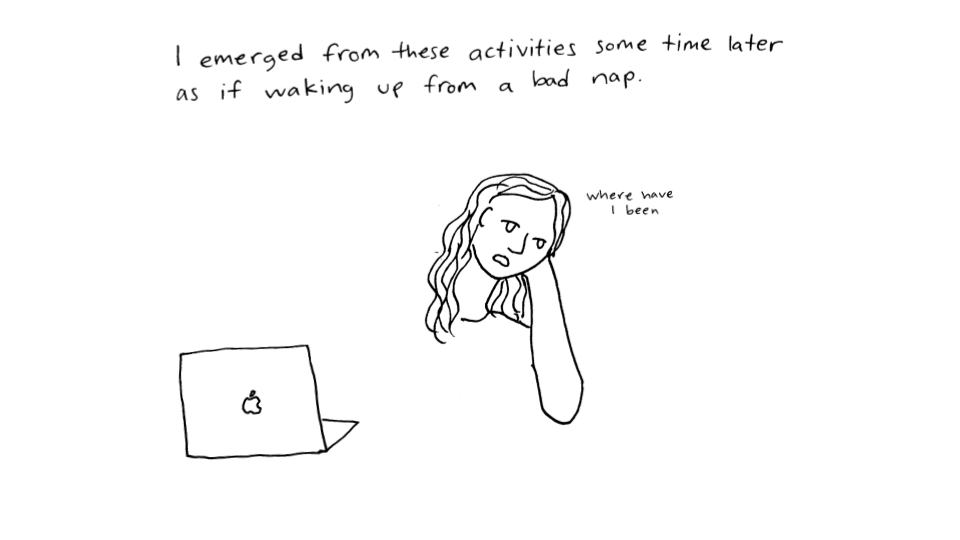 I emerged from these activities some time later
as if waking up from a bad nap.
where have
I been